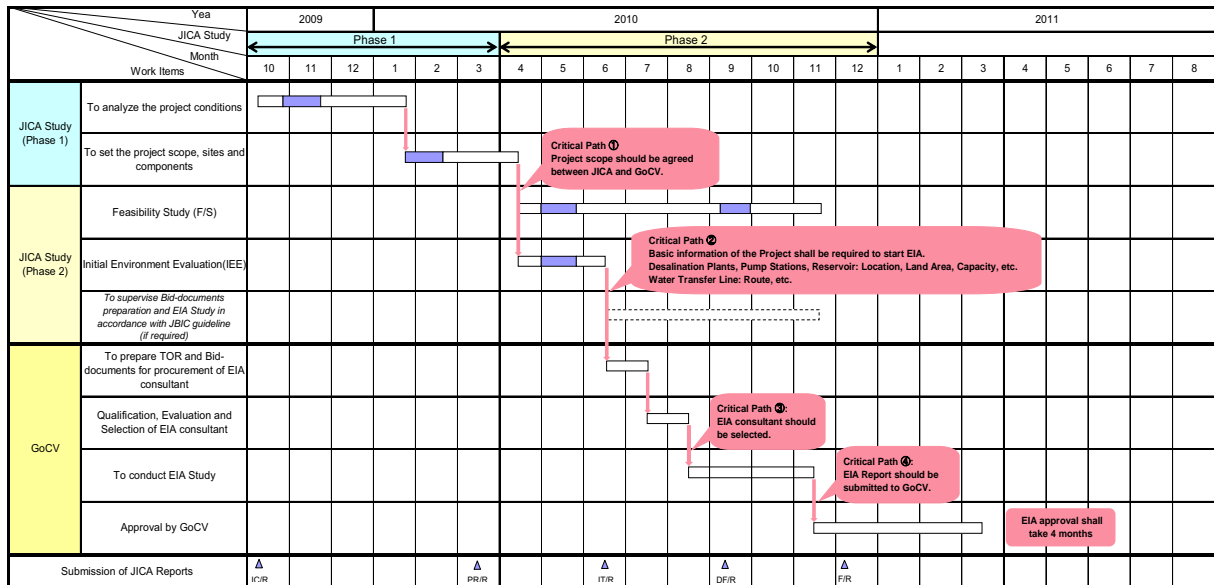 Yea
JICA Study
Month
Work Items
2009
2010
2011
Phase 1
Phase 2
10 11 12 1 2 3 4 5 6 7 8 9 10 11 12 1 2 3 4 5 6 7 8
JICA Study
(Phase 1)
To analyze the project conditions
To set the project scope, sites and
components
Critical Path ①
Project scope should be agreed
between JICA and GoCV.
JICA Study
(Phase 2)
Feasibility Study (F/S)
Initial Environment Evaluation(IEE)
Critical Path ②
Basic information of the Project shall be required to start EIA.
Desalination Plants, Pump Stations, Reservoir: Location, Land Area, Capacity, etc.
Water Transfer Line: Route, etc.
To supervise Bid-documents
preparation and EIA Study in
accordance with JBIC guideline
(if required)
GoCV
To prepare TOR and Bid-
documents for procurement of EIA
consultant
Qualification, Evaluation and
Selection of EIA consultant
Critical Path ③:
EIA consultant should
be selected.
To conduct EIA Study
Critical Path ④:
EIA Report should be
submitted to GoCV.
Approval by GoCV
EIA approval shall
take 4 months
Submission of JICA Reports
IC/R
PR/R
IT/R
DF/R
F/R